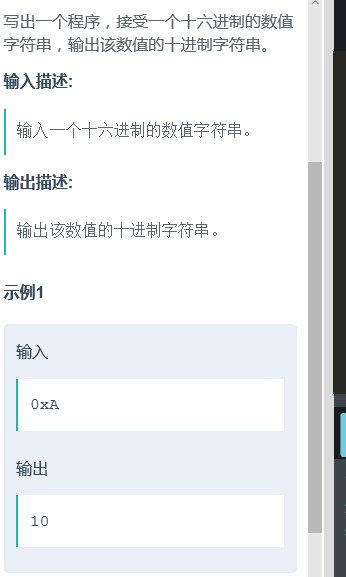 写出一个程序，接受一个十六进制的数值
字符串，输出该数值的十进制字符串。
输入描述:
输入一个十六进制的数值字符串。
输出描述:
输出该数值的十进制字符串。
示例1
输入
0xA
输出
10